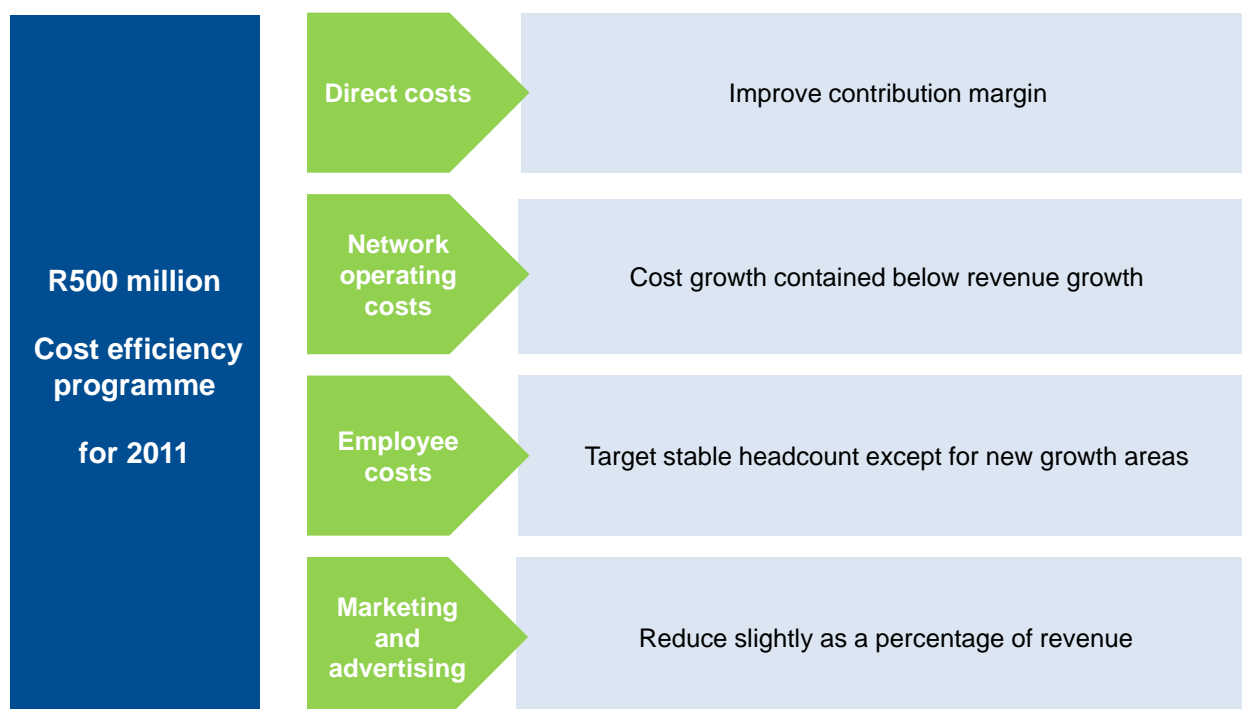 R500 million
Cost efficiency
programme
for 2011
Direct costs
Improve contribution margin
Network
operating
costs
Cost growth contained below revenue growth
Employee
costs
Target stable headcount except for new growth areas
Marketing
and
advertising
Reduce slightly as a percentage of revenue